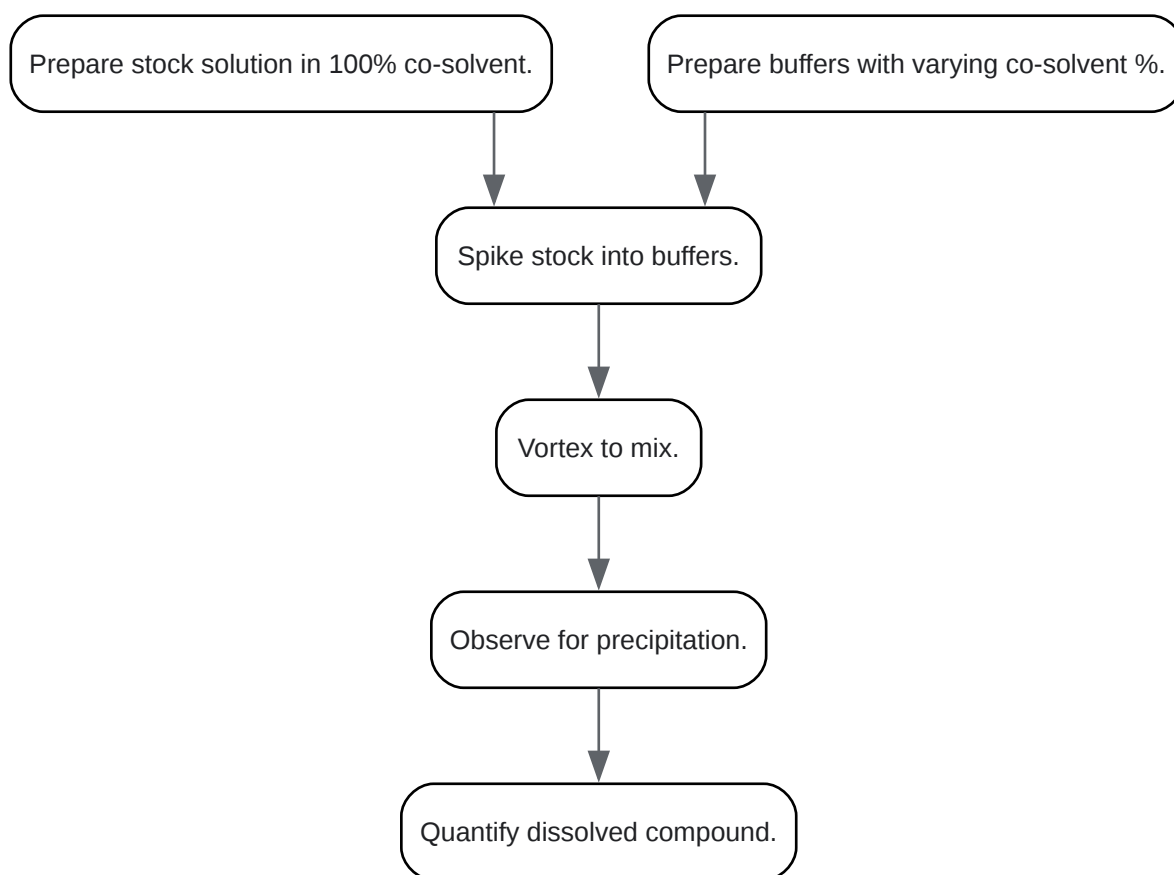 Prepare stock solution in 100% co-solvent.
Prepare buffers with varying co-solvent %.
Spike stock into buffers.
Vortex to mix.
Observe for precipitation.
Quantify dissolved compound.